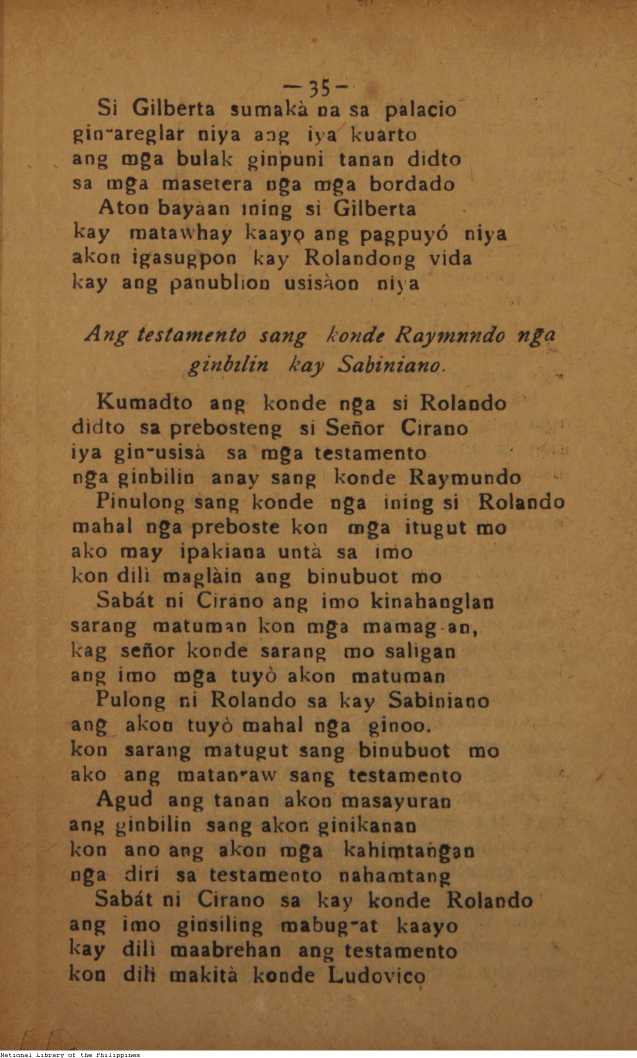 — 35 —
Si Gilberta sumakà na sa palacio
gin-areglar niya ang iya kuarto
ang mga bulak ginpuni tanan didto
sa mga masetera nga mga bordado
Aton bayaan ining si Gilberta
kay matawhay kaayo ang pagpuyó niya
akon igasugpon kay Rolandong vida
kay ang panublion usisàon niya
Ang testamento sang konde Raymnndo nga
ginbilin kay Sabiniano.
Kumadto ang konde nga si Rolando
didto sa prebosteng si Señor Cirano
iya gin-usisà sa mga testamento
nga ginbilin anay sang konde Raymundo
Pinulong sang konde nga ining si Rolando
mahal nga preboste kon mga itugut mo
ako may ipakiana untà sa imo
kon dilì maglàin ang binubuot mo
Sabát ni Cirano ang imo kinahanglan
sarang matuman kon mga mamag-an,
kag señor konde sarang mo saligan
ang imo mga tuyò akon matuman
Pulong ni Rolando sa kay Sabiniano
ang akon tuyò mahal nga ginoo.
kon sarang matugut sang binubuot mo
ako ang matan-aw sang testamento
Agud ang tanan akon masayuran
ang ginbilin sang akon ginikanan
kon ano ang akon mga kahimtangan
nga diri sa testamento nahamtang
Sabát ni Cirano sa kay konde Rolando
ang imo ginsiling mabug-at kaayo
kay dilì maabrehan ang testamento
kon dili makità konde Ludovico
National Library of the Philippines